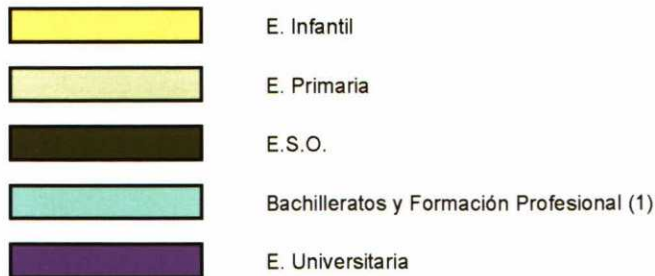 E. Infantil
E. Primaria
E.S.O.
Bachilleratos y Formación Profesional (1)
E. Universitaria